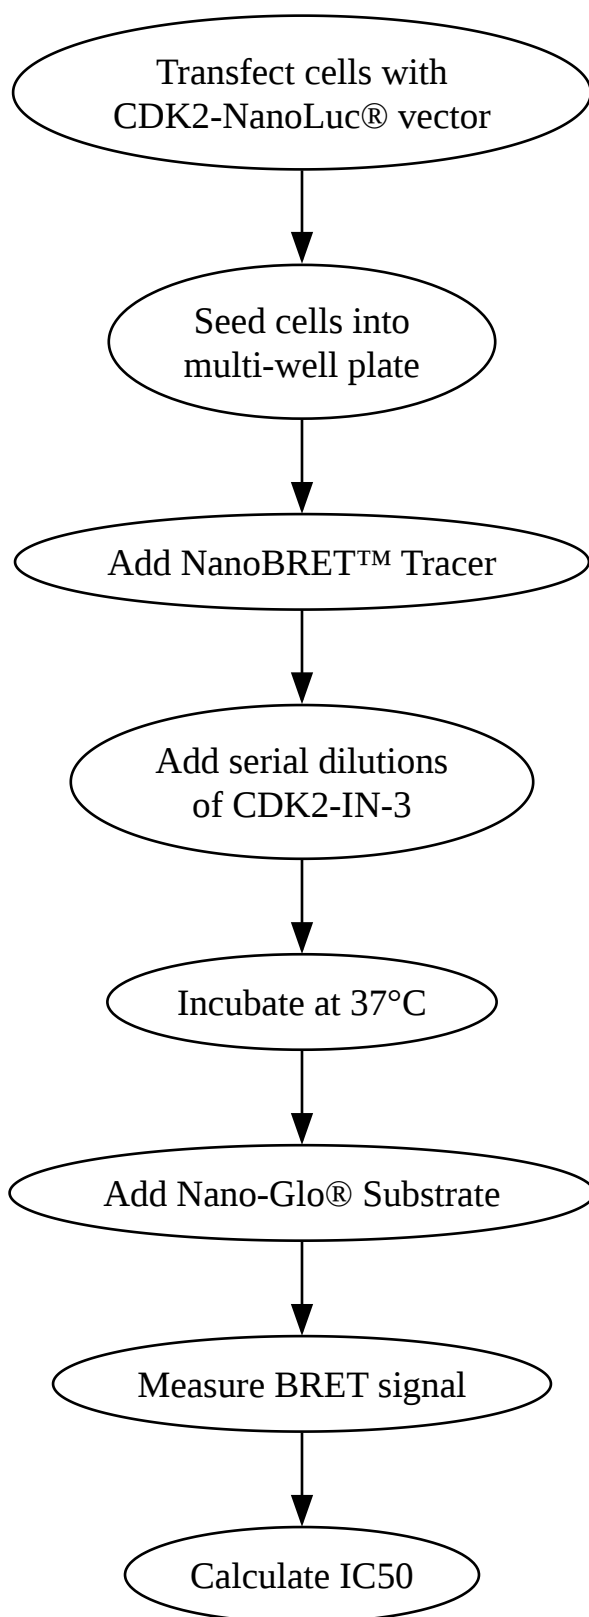 Transfect cells with
CDK2-NanoLuc® vector
Seed cells into
multi-well plate
Add NanoBRET™ Tracer
Add serial dilutions
of CDK2-IN-3
Incubate at 37°C
Add Nano-Glo® Substrate
Measure BRET signal
Calculate IC50